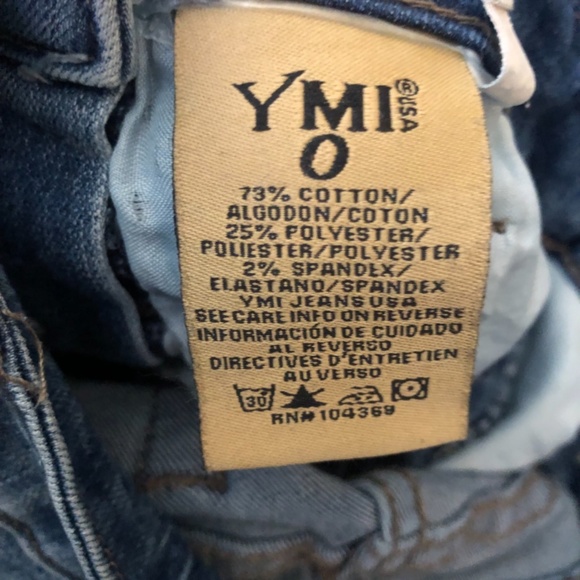 YMI® USA
0
73% COTTON/
ALGODON/COTON
25% POLYESTER/
POLIESTER/POLYESTER
2% SPANDEX/
ELASTANO/SPANDEX
YMI JEANS USA
SEE CARE INFO ON REVERSE
INFORMACIÓN DE CUIDADO
AL REVERSO
DIRECTIVES D'ENTRETIEN
AU VERSO
30
RN# 104369